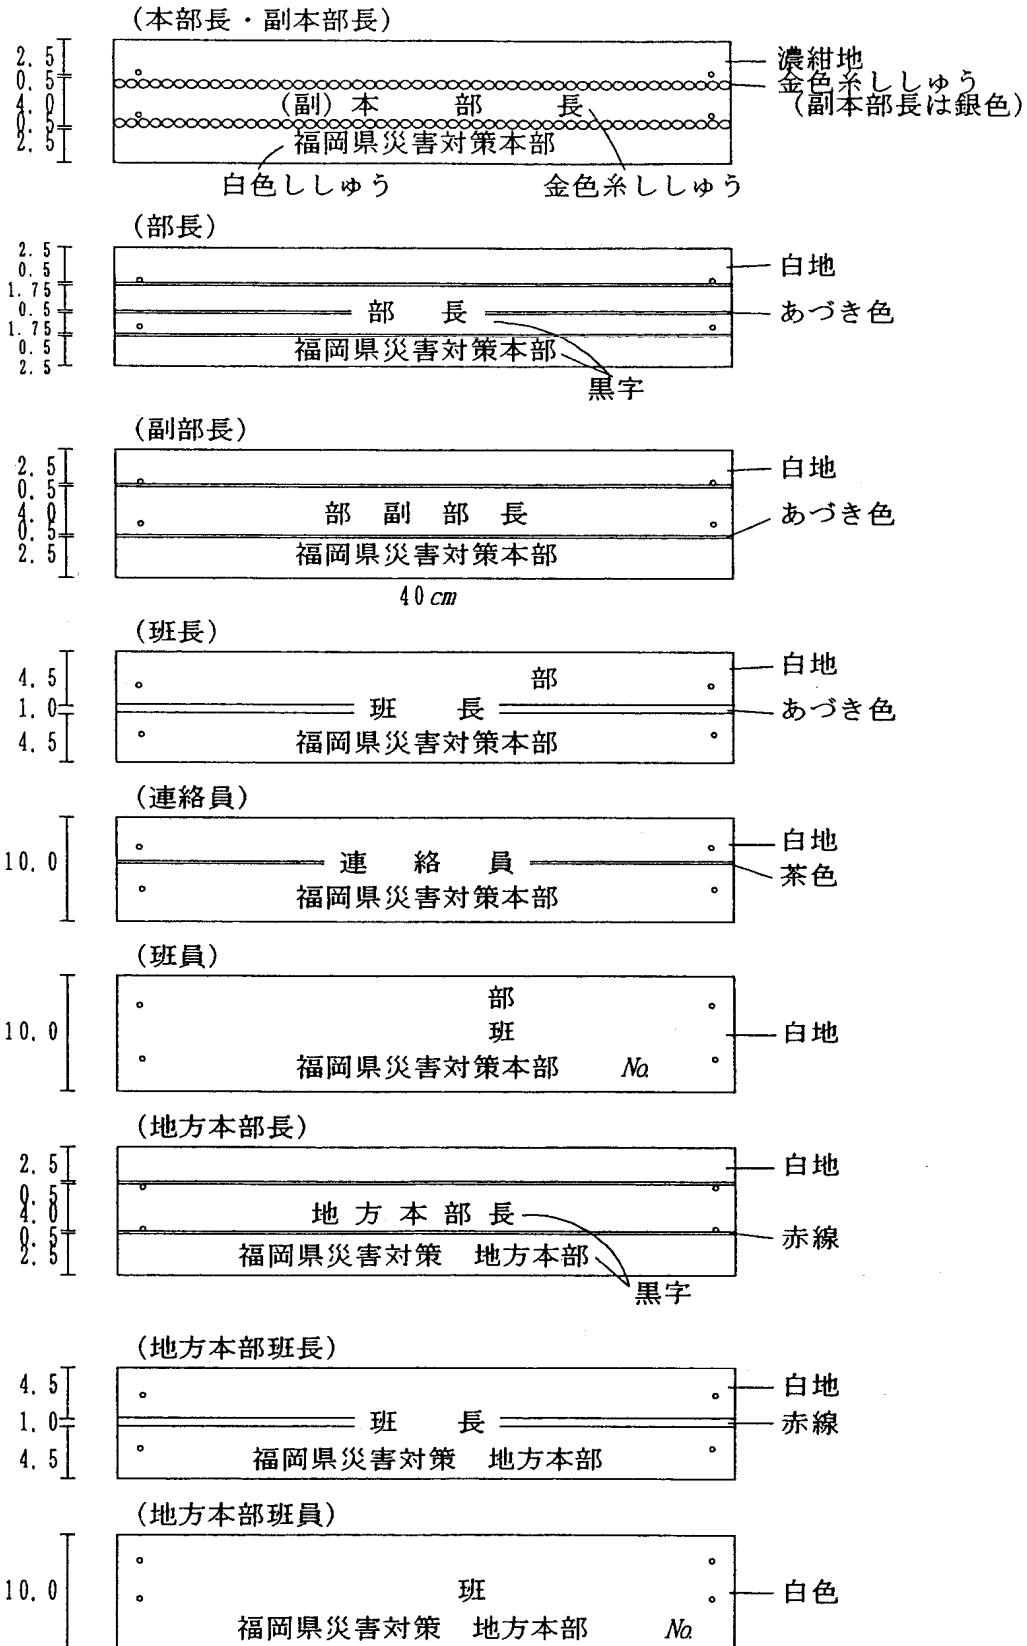 (本部長・副本部長)
2.5 濃紺地
0.5 金色糸ししゅう
4.0 (副)本 部 長 (副本部長は銀色)
0.5
2.5 福岡県災害対策本部
白色ししゅう 金色糸ししゅう
(部長)
2.5 白地
0.5
1.75
0.5 部 長 あづき色
1.75
0.5 福岡県災害対策本部
2.5
黒字
(副部長)
2.5 白地
0.5
4.0 部 副 部 長 あづき色
0.5
2.5 福岡県災害対策本部
40cm
(班長)
4.5 部 白地
1.0 班 長 あづき色
4.5 福岡県災害対策本部
(連絡員)
白地
10.0 連 絡 員 茶色
福岡県災害対策本部
(班員)
部
10.0 班 白地
福岡県災害対策本部 No.
(地方本部長)
2.5 白地
0.5
4.0 地 方 本 部 長
0.5 赤線
2.5 福岡県災害対策 地方本部
黒字
(地方本部班長)
4.5 白地
1.0 班 長 赤線
4.5 福岡県災害対策 地方本部
(地方本部班員)
10.0 班 白色
福岡県災害対策 地方本部 No.